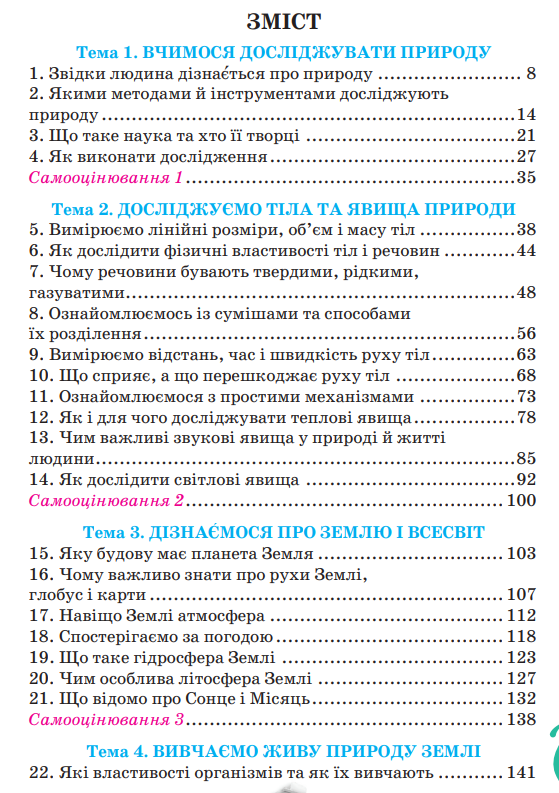 ЗМІСТ
Тема 1. ВЧИМОСЯ ДОСЛІДЖУВАТИ ПРИРОДУ
1. Звідки людина дізнае́ться про природу ........................ 8
2. Якими методами й інструментами досліджують
природу........................................................................14
3. Що таке наука та хто її творці ....................................21
4. Як виконати дослідження...........................................27
Самооцінювання 1..........................................................35
Тема 2. ДОСЛІДЖУЄМО ТІЛА ТА ЯВИЩА ПРИРОДИ
5. Вимірюємо лінійні розміри, об’єм і масу тіл .................38
6. Як дослідити фізичні властивості тіл і речовин .............44
7. Чому речовини бувають твердими, рідкими,
газуватими....................................................................48
8. Ознайомлюємось із сумішами та способами
їх розділення.................................................................56
9. Вимірюємо відстань, час і швидкість руху тіл...............63
10. Що сприяє, а що перешкоджає руху тіл .....................68
11. Ознайомлюємося з простими механізмами .................73
12. Як і для чого досліджувати теплові явища..................78
13. Чим важливі звукові явища у природі й житті
людини.........................................................................85
14. Як дослідити світлові явища .....................................92
Самооцінювання 2........................................................100
Тема 3. ДІЗНАЄ́МОСЯ ПРО ЗЕМЛЮ І ВСЕСВІТ
15. Яку будову має планета Земля .................................103
16. Чому важливо знати про рухи Землі,
глобус і карти..............................................................107
17. Навіщо Землі атмосфера ..........................................112
18. Спостерігаємо за погодою.........................................118
19. Що таке гідросфера Землі ........................................123
20. Чим особлива літосфера Землі ..................................127
21. Що відомо про Сонце і Місяць...................................132
Самооцінювання 3........................................................138
Тема 4. ВИВЧАЄМО ЖИВУ ПРИРОДУ ЗЕМЛІ
22. Які властивості організмів та як їх вивчають ............141